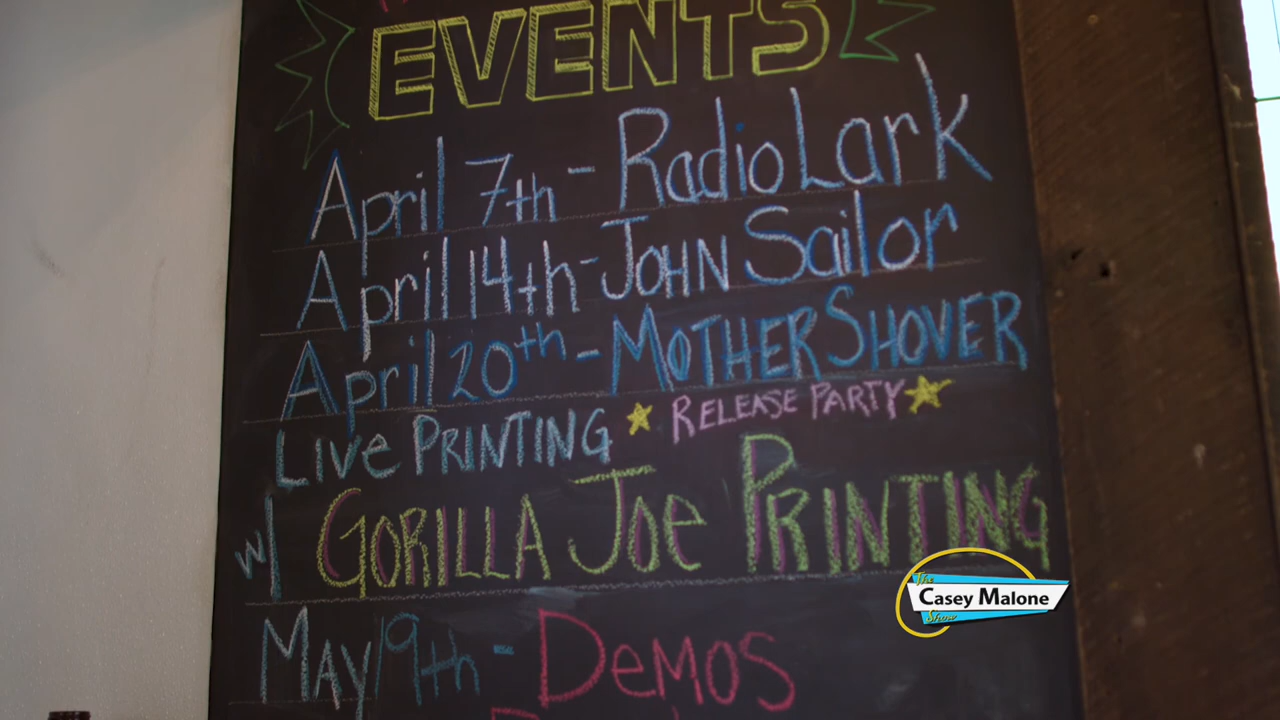 EVENTS
April 7th - Radio Lark
April 14th - JOHN Sailor
April 20th - MOTHER SHOVER
Live PRINTING ★ RELEASE PARTY ★
w/ GORILLA JOe PRINTING
MAY 19th - DeMOS
The
Casey Malone
Show